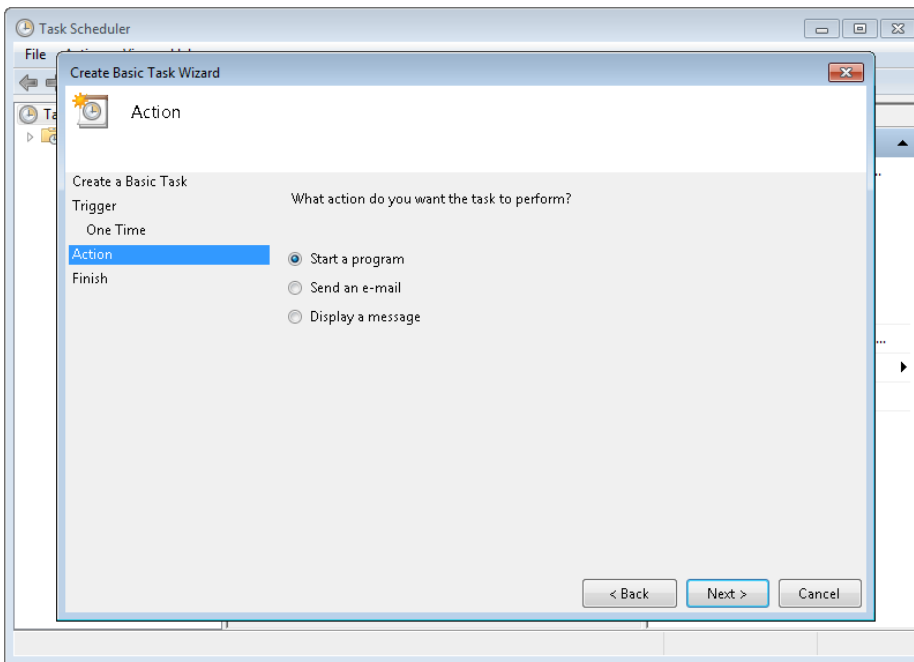 Task Scheduler
File
Create Basic Task Wizard
Action
Create a Basic Task
Trigger
One Time
Action
Finish
What action do you want the task to perform?
Start a program
Send an e-mail
Display a message
< Back
Next >
Cancel